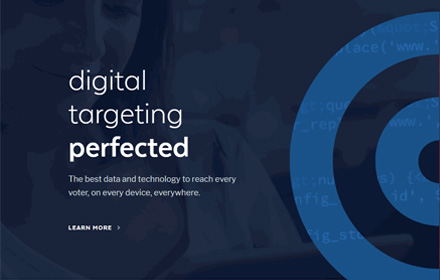 digital
targeting
perfected
The best data and technology to reach every
voter, on every device, everywhere.
LEARN MORE >